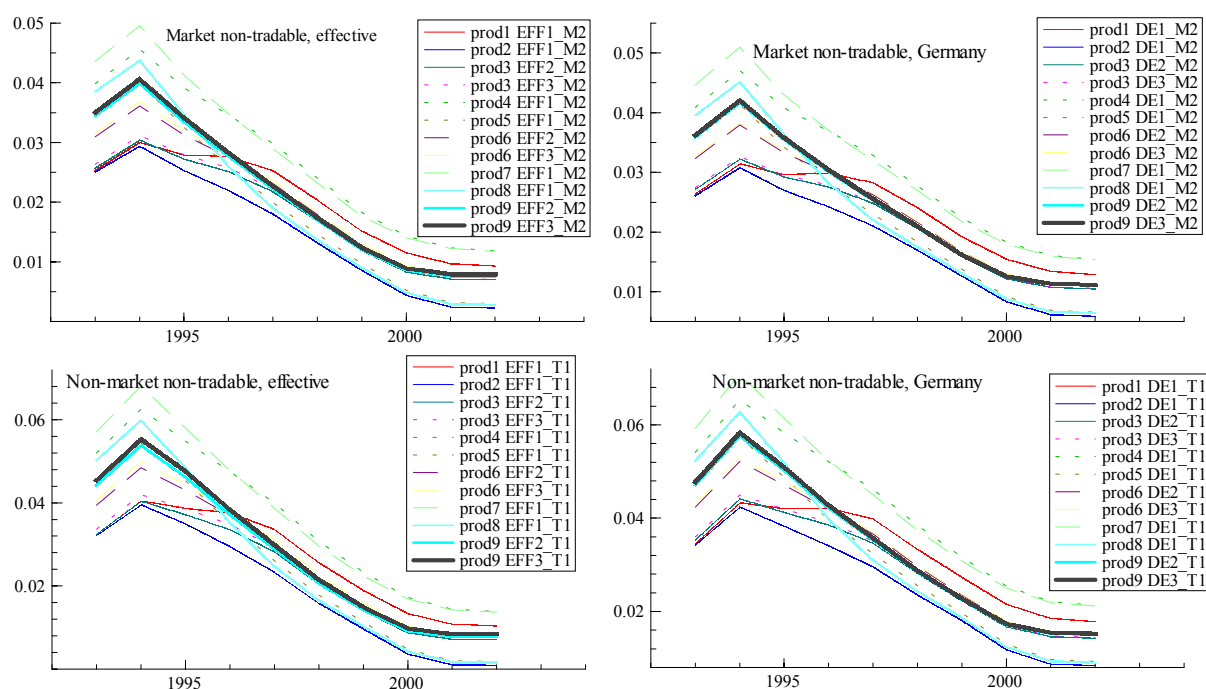 0.05
0.04
0.03
0.02
0.01
Market non-tradable, effective
prod1 EFF1_M2
prod2 EFF1_M2
prod3 EFF2_M2
prod3 EFF3_M2
prod4 EFF1_M2
prod5 EFF1_M2
prod6 EFF2_M2
prod6 EFF3_M2
prod7 EFF1_M2
prod8 EFF1_M2
prod9 EFF2_M2
prod9 EFF3_M2
1995
2000
0.05
0.04
0.03
0.02
0.01
Market non-tradable, Germany
prod1 DE1_M2
prod2 DE1_M2
prod3 DE2_M2
prod3 DE3_M2
prod4 DE1_M2
prod5 DE1_M2
prod6 DE2_M2
prod6 DE3_M2
prod7 DE1_M2
prod8 DE1_M2
prod9 DE2_M2
prod9 DE3_M2
1995
2000
0.06
0.04
0.02
Non-market non-tradable, effective
prod1 EFF1_T1
prod2 EFF1_T1
prod3 EFF2_T1
prod3 EFF3_T1
prod4 EFF1_T1
prod5 EFF1_T1
prod6 EFF2_T1
prod6 EFF3_T1
prod7 EFF1_T1
prod8 EFF1_T1
prod9 EFF2_T1
prod9 EFF3_T1
1995
2000
0.06
0.04
0.02
Non-market non-tradable, Germany
prod1 DE1_T1
prod2 DE1_T1
prod3 DE2_T1
prod3 DE3_T1
prod4 DE1_T1
prod5 DE1_T1
prod6 DE2_T1
prod6 DE3_T1
prod7 DE1_T1
prod8 DE1_T1
prod9 DE2_T1
prod9 DE3_T1
1995
2000